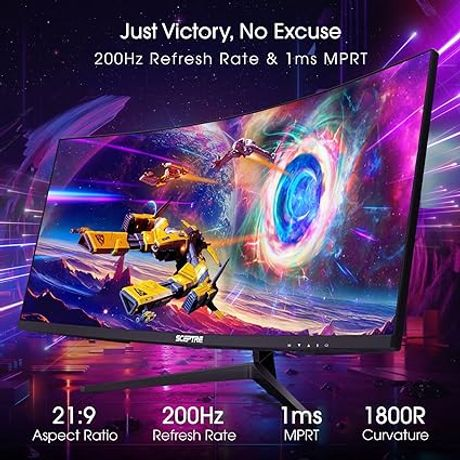 Just Victory, No Excuse
200Hz Refresh Rate & 1ms MPRT
SCEPTRE
21:9 200Hz 1ms 1800R
Aspect Ratio Refresh Rate MPRT Curvature